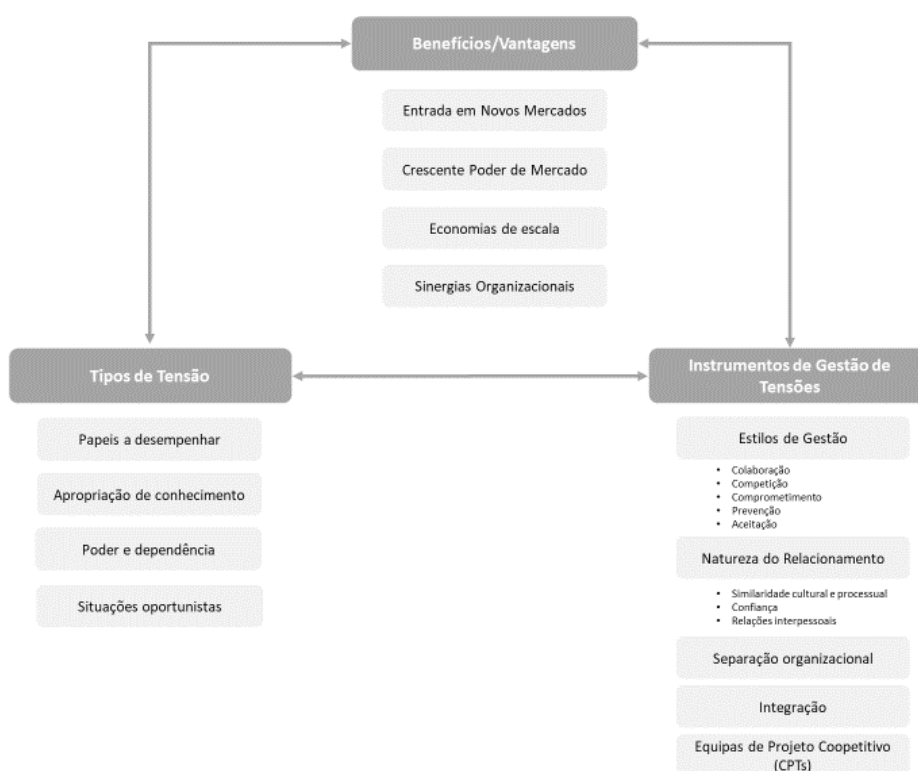 Benefícios/Vantagens
Entrada em Novos Mercados
Crescente Poder de Mercado
Economias de escala
Sinergias Organizacionais
Tipos de Tensão
Papeis a desempenhar
Apropriação de conhecimento
Poder e dependência
Situações oportunistas
Instrumentos de Gestão de
Tensões
Estilos de Gestão
• Colaboração
• Competição
• Comprometimento
• Prevenção
• Aceitação
Natureza do Relacionamento
• Similaridade cultural e processual
• Confiança
• Relações interpessoais
Separação organizacional
Integração
Equipas de Projeto Coopetitivo
(CPTs)